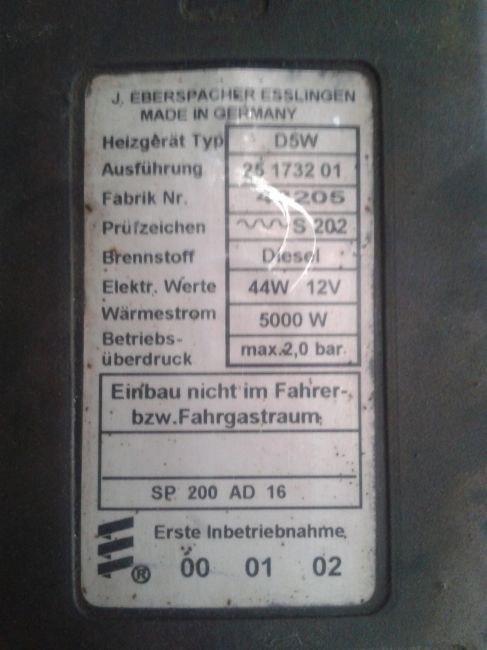 J. EBERSPACHER ESSLINGEN
MADE IN GERMANY
Heizgerät Typ D5W
Ausführung 25 1732 01
Fabrik Nr.
Prüfzeichen S 202
Brennstoff Diesel
Elektr. Werte 44W 12V
Wärmestrom 5000 W
Betriebs-
überdruck max.2,0 bar
Einbau nicht im Fahrer-
bzw.Fahrgastraum
SP 200 AD 16
Erste Inbetriebnahme
® 00 01 02